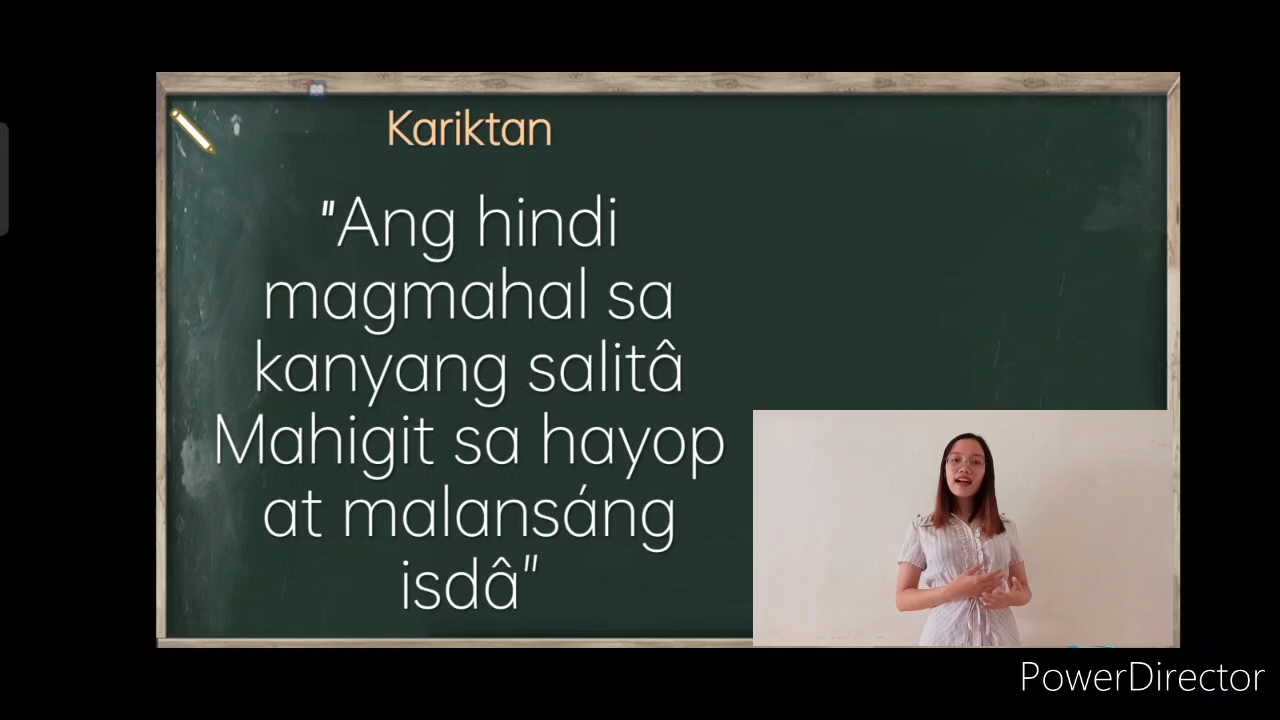 Kariktan
"Ang hindi
magmahal sa
kanyang salitâ
Mahigit sa hayop
at malansáng
isdâ"
PowerDirector